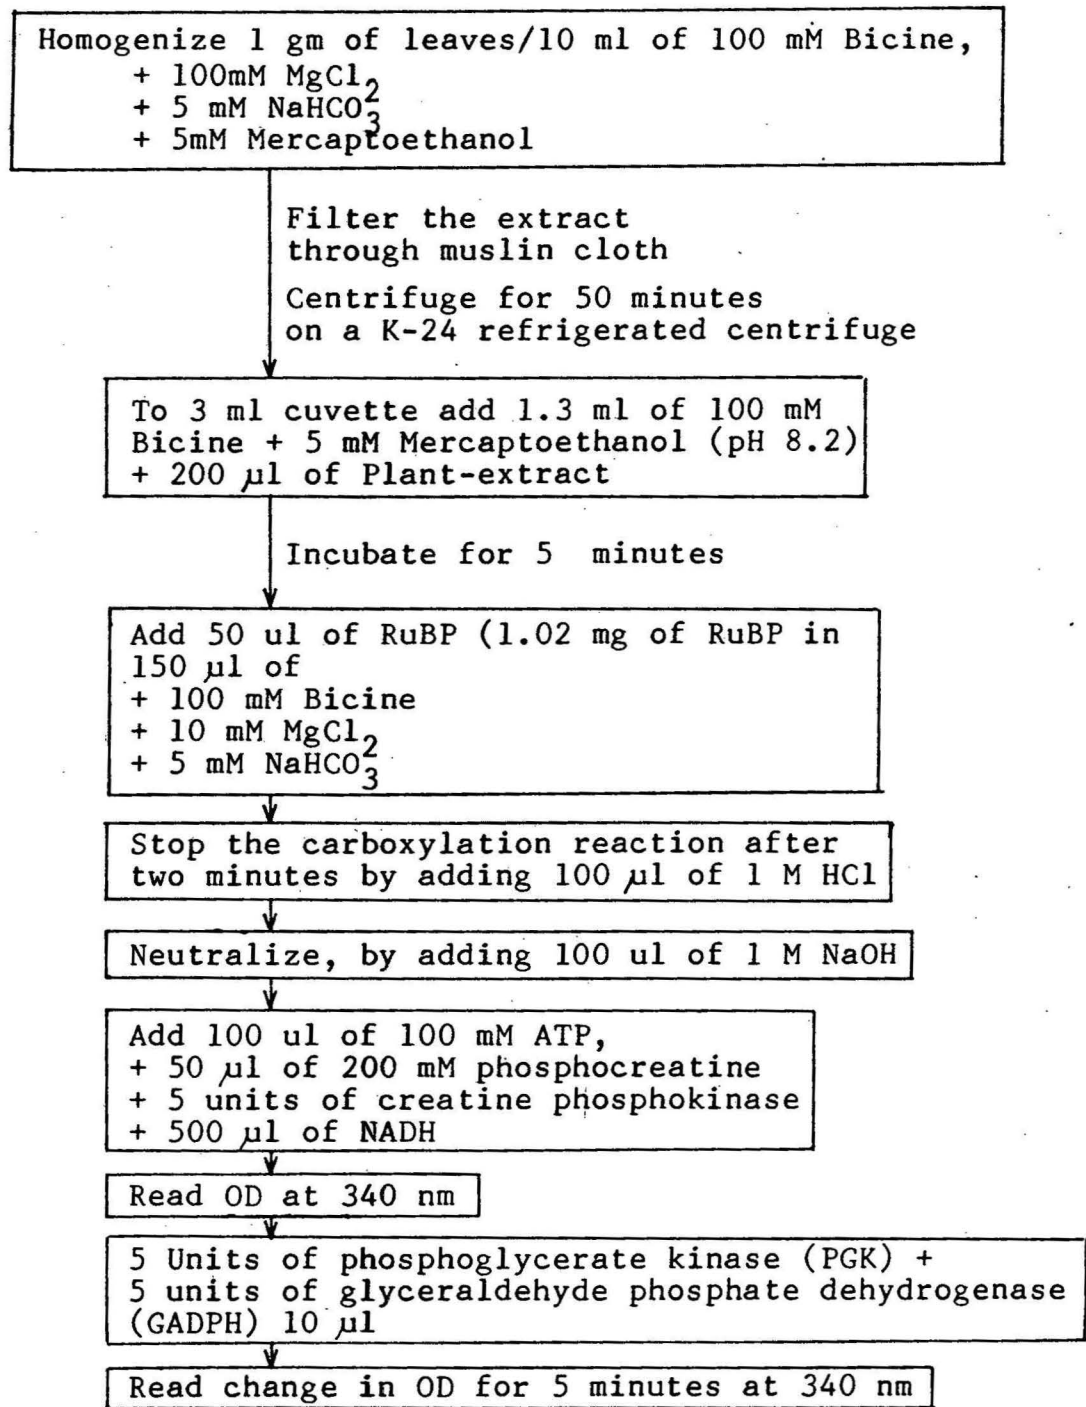 Homogenize 1 gm of leaves/10 ml of 100 mM Bicine,
+ 100mM MgCl2
+ 5 mM NaHCO3
+ 5mM Mercaptoethanol
Filter the extract
through muslin cloth
Centrifuge for 50 minutes
on a K-24 refrigerated centrifuge
To 3 ml cuvette add 1.3 ml of 100 mM
Bicine + 5 mM Mercaptoethanol (pH 8.2)
+ 200 µl of Plant-extract
Incubate for 5 minutes
Add 50 ul of RuBP (1.02 mg of RuBP in
150 µl of
+ 100 mM Bicine
+ 10 mM MgCl2
+ 5 mM NaHCO3
Stop the carboxylation reaction after
two minutes by adding 100 µl of 1 M HCl
Neutralize, by adding 100 ul of 1 M NaOH
Add 100 ul of 100 mM ATP,
+ 50 µl of 200 mM phosphocreatine
+ 5 units of creatine phosphokinase
+ 500 µl of NADH
Read OD at 340 nm
5 Units of phosphoglycerate kinase (PGK) +
5 units of glyceraldehyde phosphate dehydrogenase
(GADPH) 10 µl
Read change in OD for 5 minutes at 340 nm